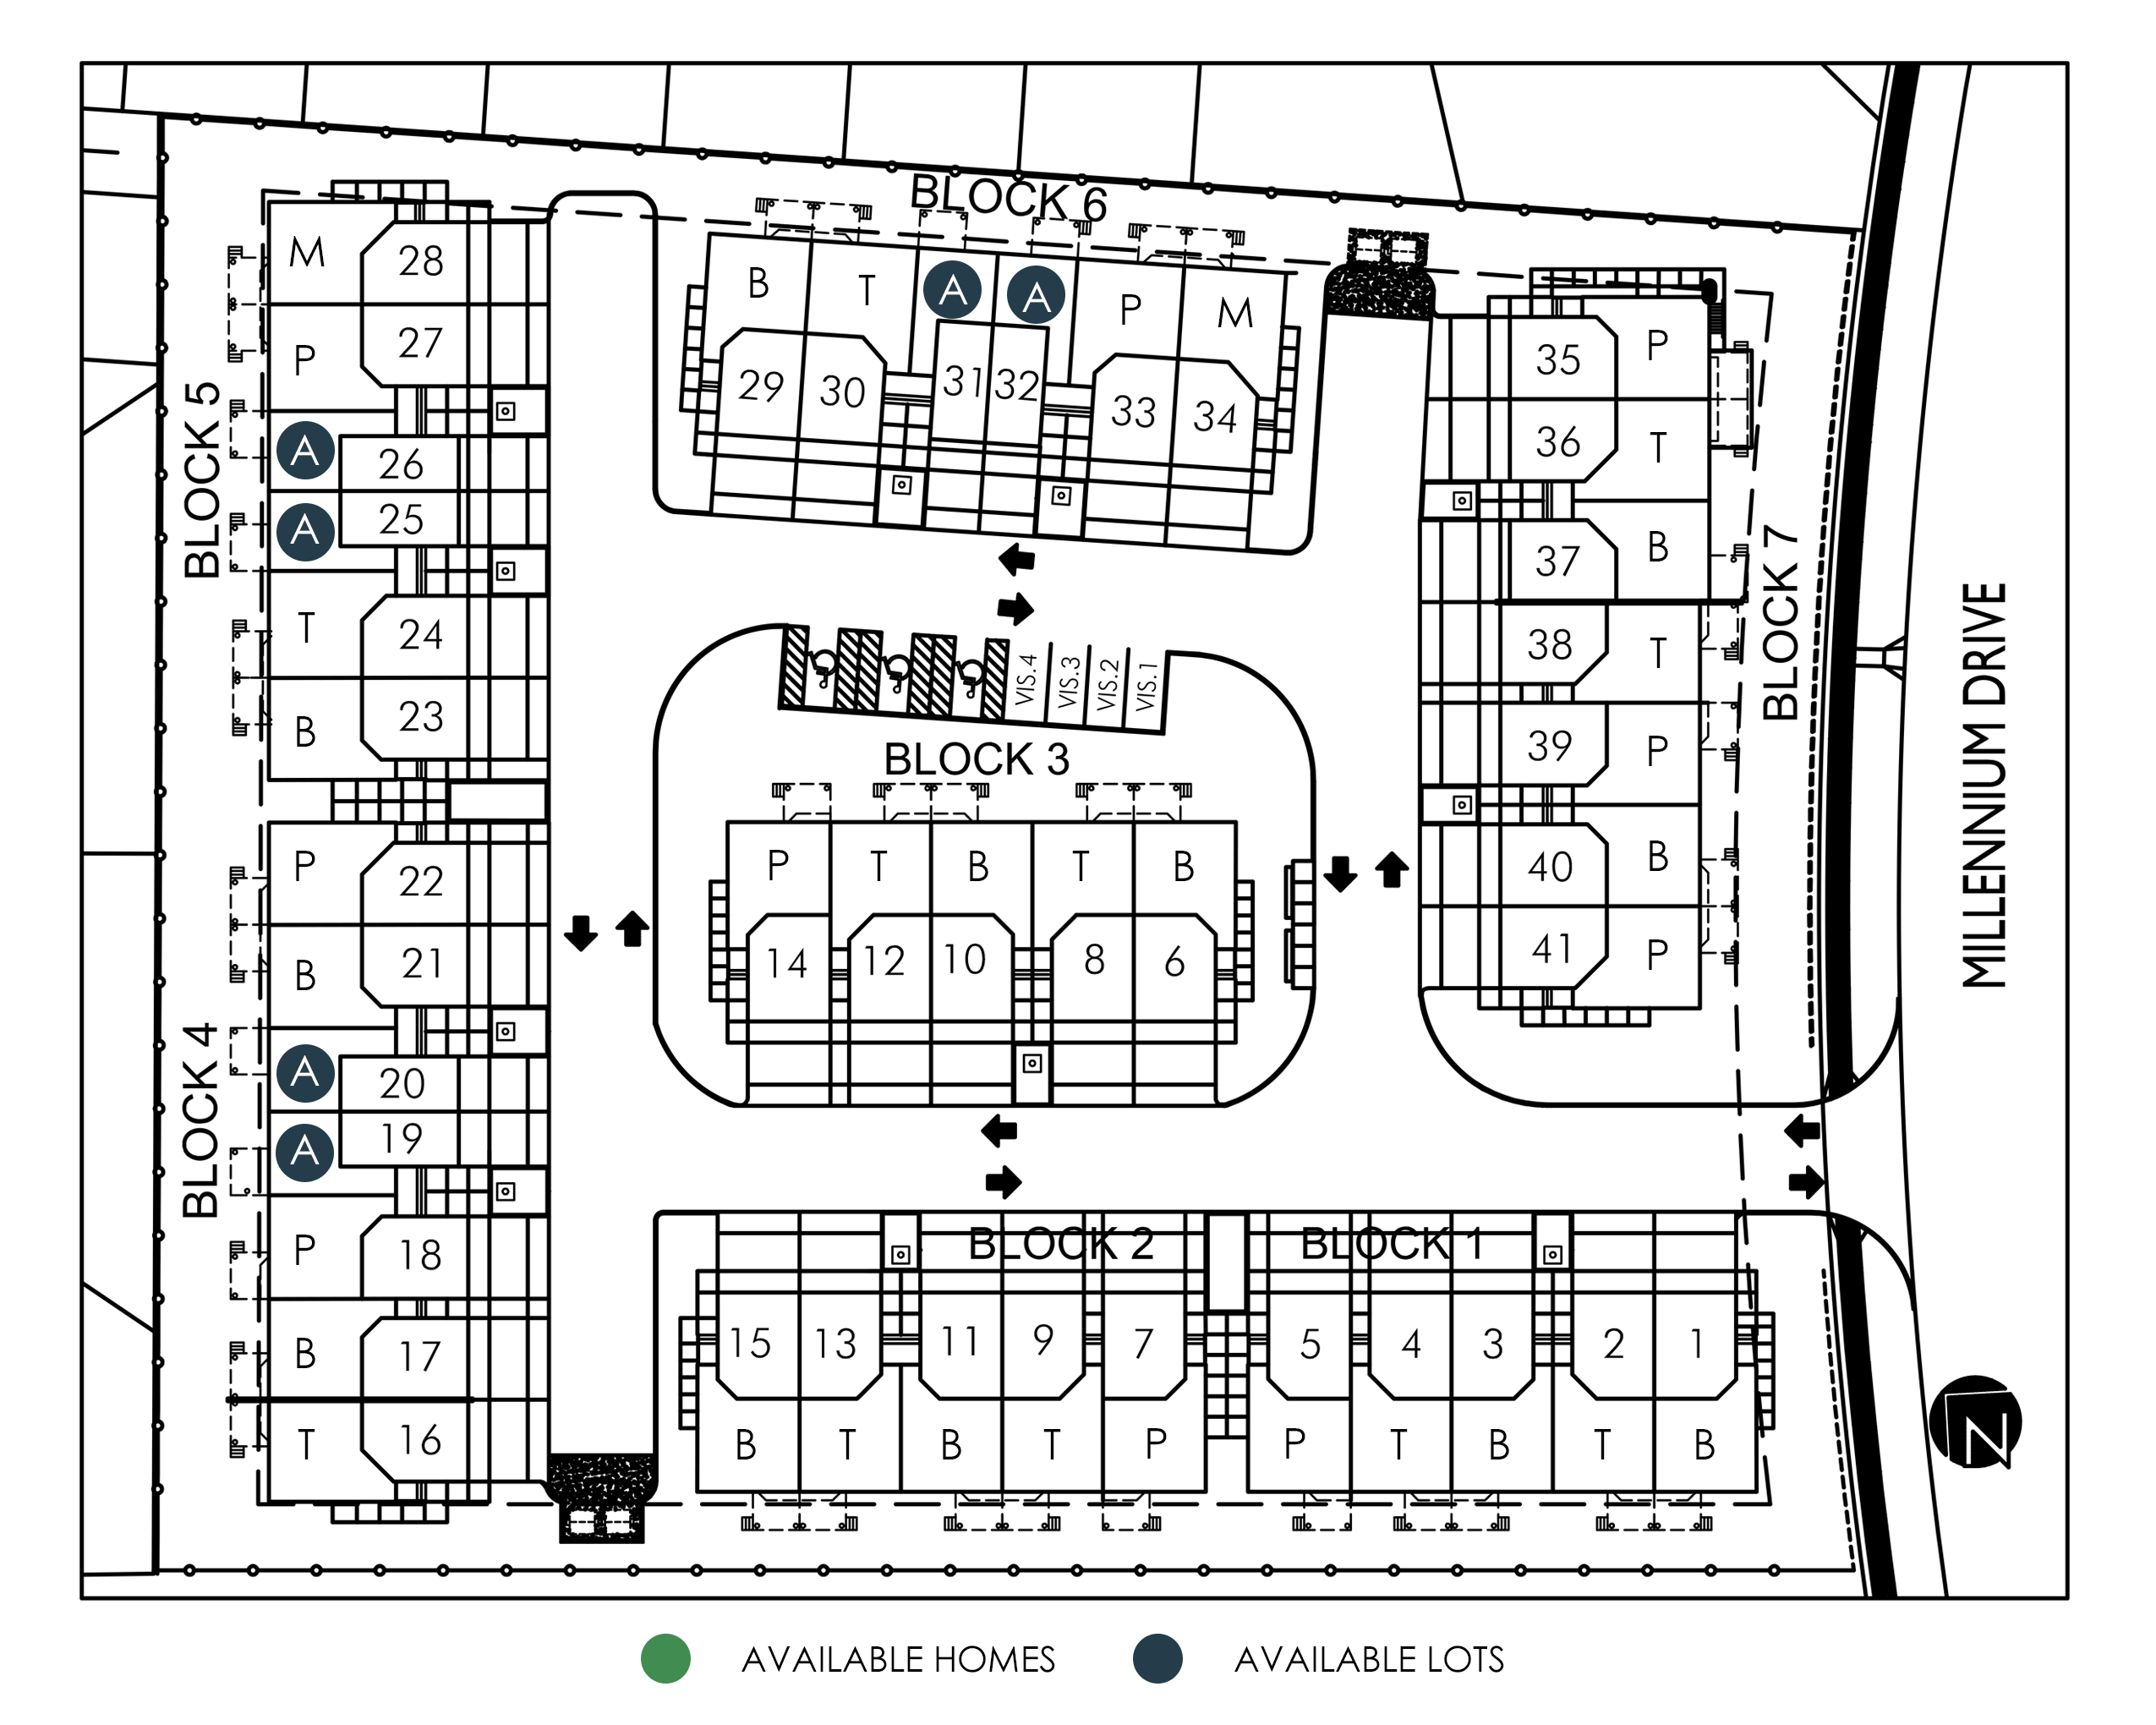 BLOCK 6
M 28
P 27
A 26
A 25
T 24
B 23
BLOCK 5
B T A A P M
29 30 31 32 33 34
35 P
36 T
37 B
38 T
39 P
40 B
41 P
BLOCK 7
MILLENNIUM DRIVE
VIS.4 VIS.3 VIS.2 VIS.1
BLOCK 3
P T B T B
14 12 10 8 6
P 22
B 21
A 20
A 19
P 18
B 17
T 16
BLOCK 4
BLOCK 2 BLOCK 1
15 13 11 9 7 5 4 3 2 1
B T B T P P T B T B
N
AVAILABLE HOMES AVAILABLE LOTS